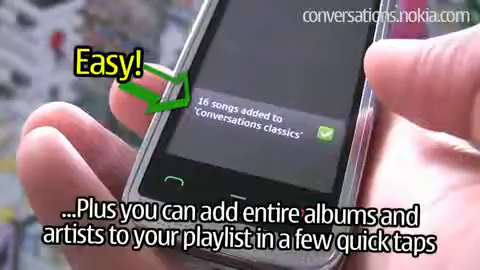 conversations.nokia.com
Easy!
16 songs added to
'Conversations classics'
...Plus you can add entire albums and
artists to your playlist in a few quick taps